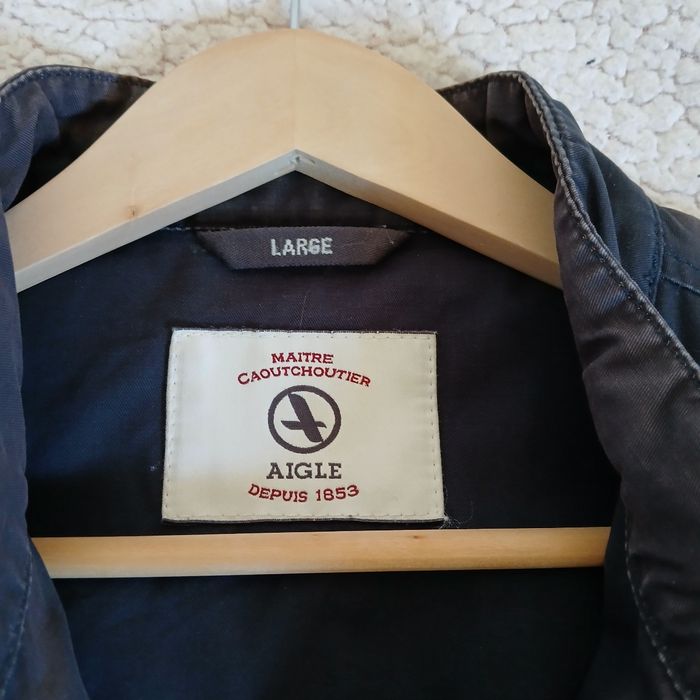 LARGE
MAITRE
CAOUTCHOUTIER
AIGLE
DEPUIS 1853